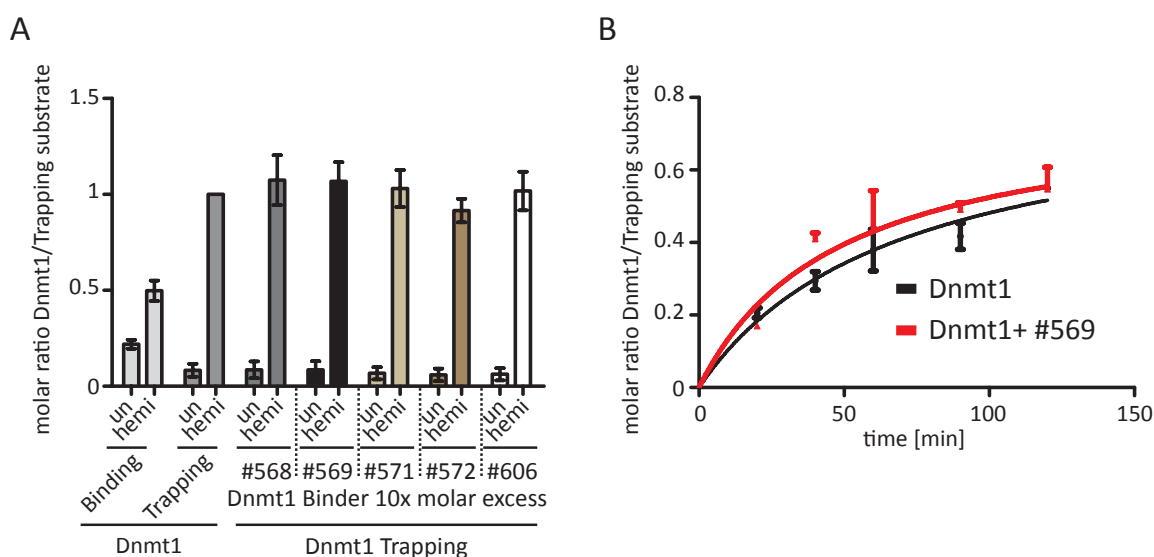 A
molar ratio Dnmt1/Trapping substrate
1.5
1
0.5
0
un hemi un hemi un hemi un hemi un hemi un hemi un hemi
Binding Trapping
#568 #569 #571 #572 #606
Dnmt1 Binder 10x molar excess
Dnmt1 Dnmt1 Trapping
B
molar ratio Dnmt1/Trapping substrate
0.8
0.6
0.4
0.2
0
Dnmt1
Dnmt1+ #569
0 50 100 150
time [min]